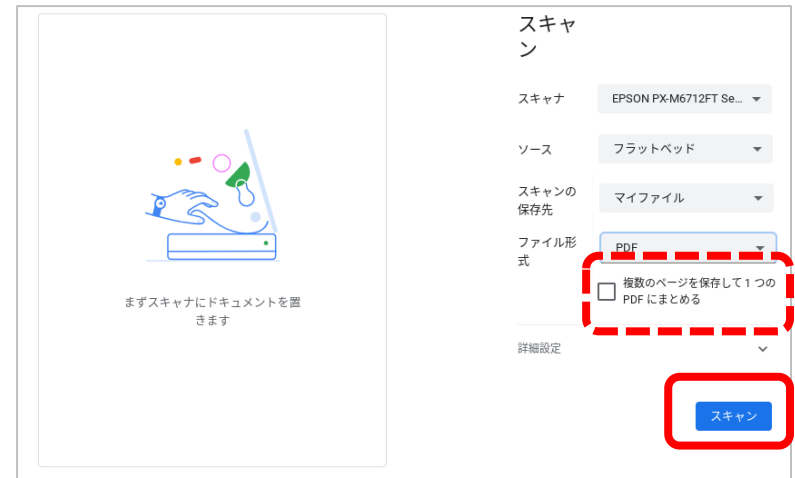 スキャ
ン
スキャナ
EPSON PX-M6712FT Se...
ソース
フラットベッド
スキャンの
保存先
マイファイル
ファイル形
式
PDF
複数のページを保存して 1 つの
PDF にまとめる
詳細設定
スキャン
まずスキャナにドキュメントを置
きます